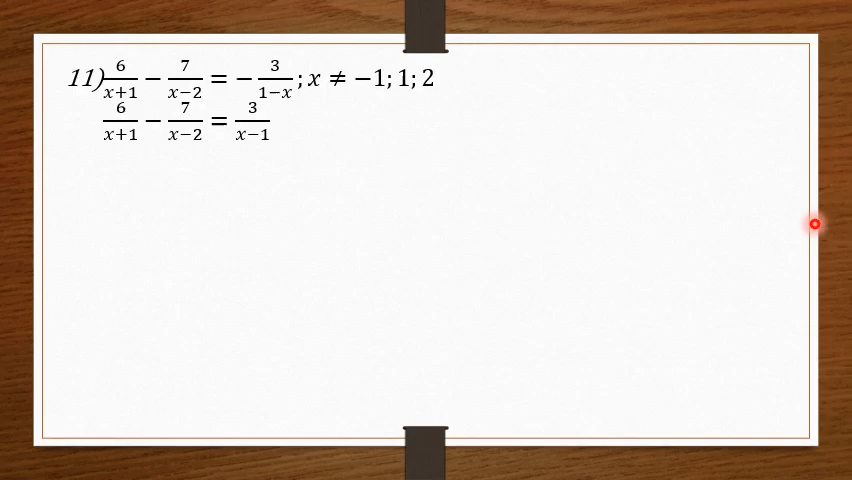 11) 6/(x+1) − 7/(x−2) = − 3/(1−x) ; x ≠ −1; 1; 2
6/(x+1) − 7/(x−2) = 3/(x−1)